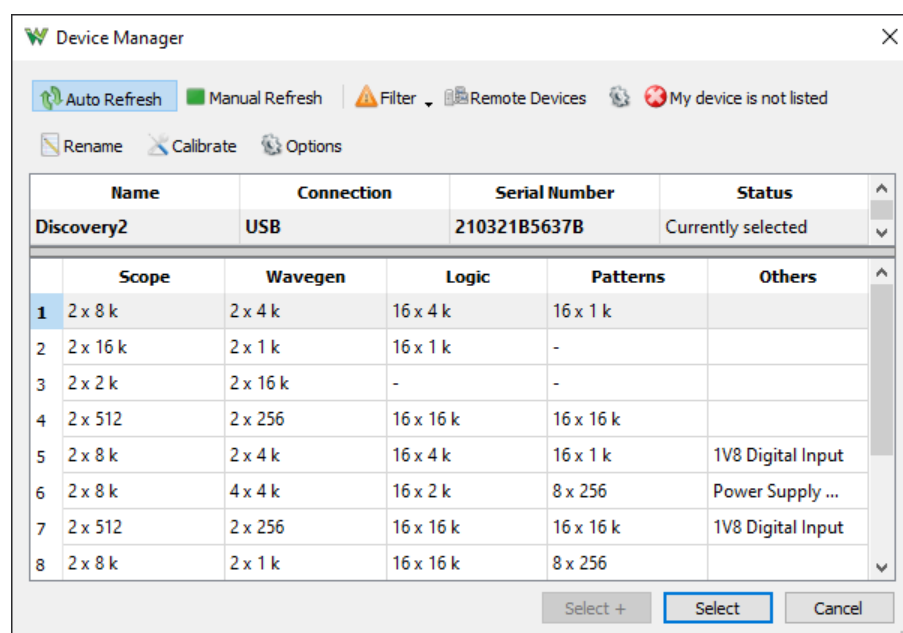 Device Manager
Auto Refresh Manual Refresh Filter Remote Devices My device is not listed
Rename Calibrate Options
Name Connection Serial Number Status
Discovery2 USB 210321B5637B Currently selected
Scope Wavegen Logic Patterns Others
1 2 x 8 k 2 x 4 k 16 x 4 k 16 x 1 k
2 2 x 16 k 2 x 1 k 16 x 1 k -
3 2 x 2 k 2 x 16 k - -
4 2 x 512 2 x 256 16 x 16 k 16 x 16 k
5 2 x 8 k 2 x 4 k 16 x 4 k 16 x 1 k 1V8 Digital Input
6 2 x 8 k 4 x 4 k 16 x 2 k 8 x 256 Power Supply ...
7 2 x 512 2 x 256 16 x 16 k 16 x 16 k 1V8 Digital Input
8 2 x 8 k 2 x 1 k 16 x 16 k 8 x 256
Select + Select Cancel